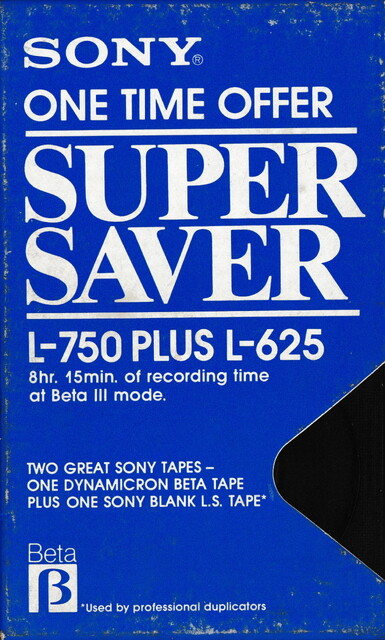 SONY®
ONE TIME OFFER
SUPER
SAVER
L-750 PLUS L-625
8hr. 15min. of recording time
at Beta III mode.
TWO GREAT SONY TAPES –
ONE DYNAMICRON BETA TAPE
PLUS ONE SONY BLANK L.S. TAPE*
Beta
β
*Used by professional duplicators